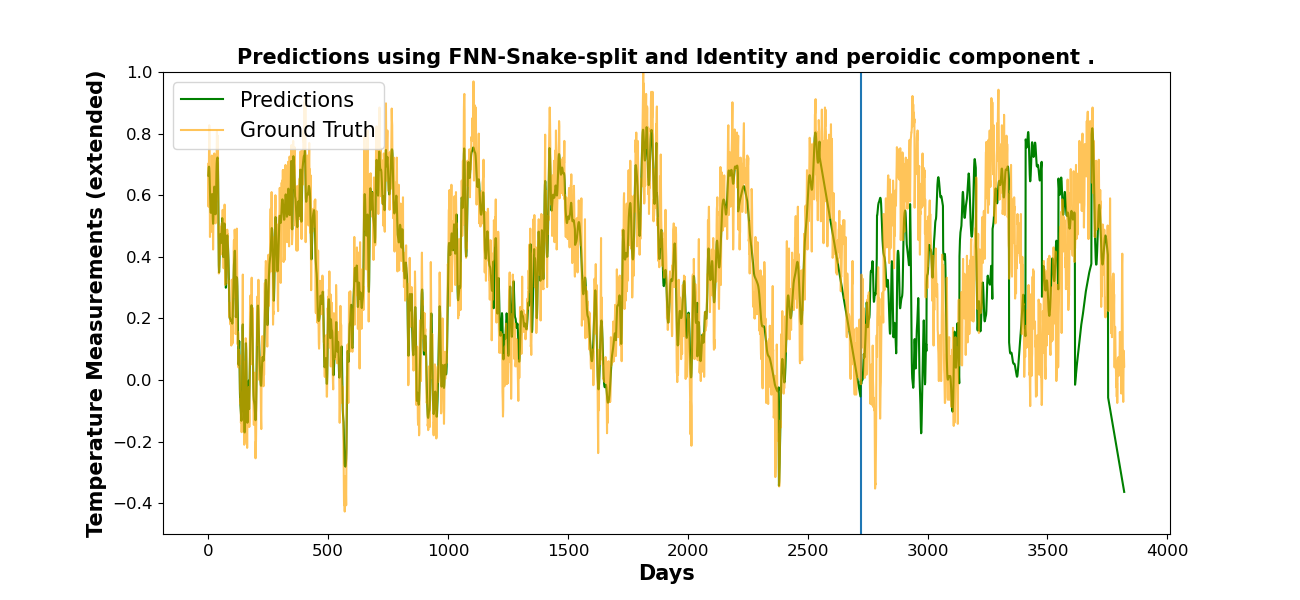 Predictions using FNN-Snake-split and Identity and peroidic component .
Temperature Measurements (extended)
1.0
0.8
0.6
0.4
0.2
0.0
−0.2
−0.4
Predictions
Ground Truth
0 500 1000 1500 2000 2500 3000 3500 4000
Days